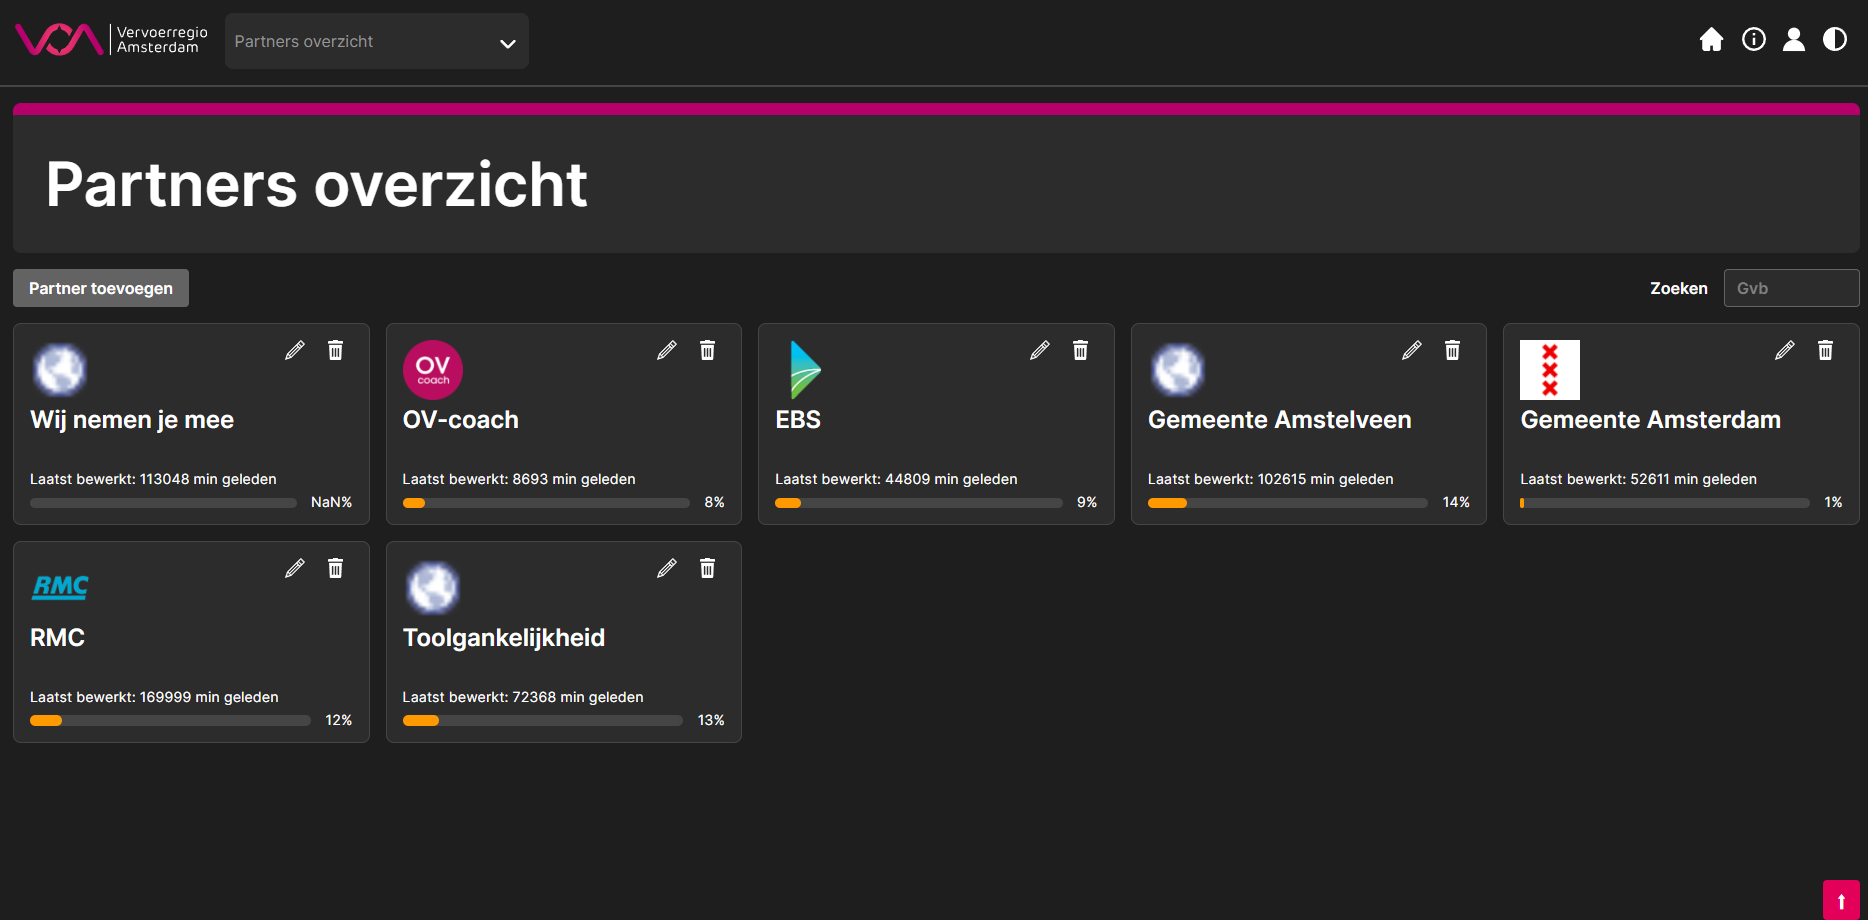 Vervoerregio
Amsterdam
Partners overzicht
Partners overzicht
Partner toevoegen
Zoeken
Gvb
Wij nemen je mee
Laatst bewerkt: 113048 min geleden
NaN%
OV
coach
OV-coach
Laatst bewerkt: 8693 min geleden
8%
EBS
Laatst bewerkt: 44809 min geleden
9%
Gemeente Amstelveen
Laatst bewerkt: 102615 min geleden
14%
Gemeente Amsterdam
Laatst bewerkt: 52611 min geleden
1%
RMC
RMC
Laatst bewerkt: 169999 min geleden
12%
Toolgankelijkheid
Laatst bewerkt: 72368 min geleden
13%